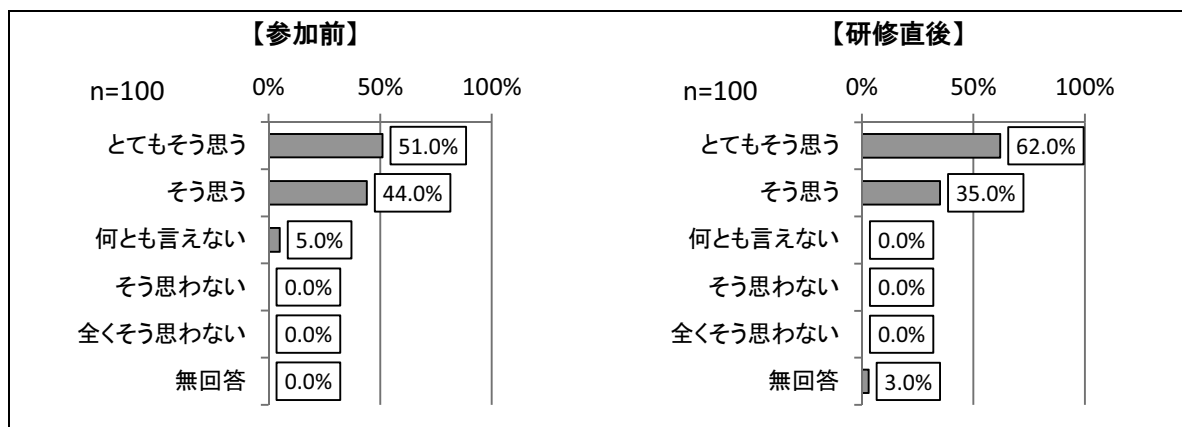 【参加前】
n=100
0% 50% 100%
とてもそう思う 51.0%
そう思う 44.0%
何とも言えない 5.0%
そう思わない 0.0%
全くそう思わない 0.0%
無回答 0.0%
【研修直後】
n=100
0% 50% 100%
とてもそう思う 62.0%
そう思う 35.0%
何とも言えない 0.0%
そう思わない 0.0%
全くそう思わない 0.0%
無回答 3.0%